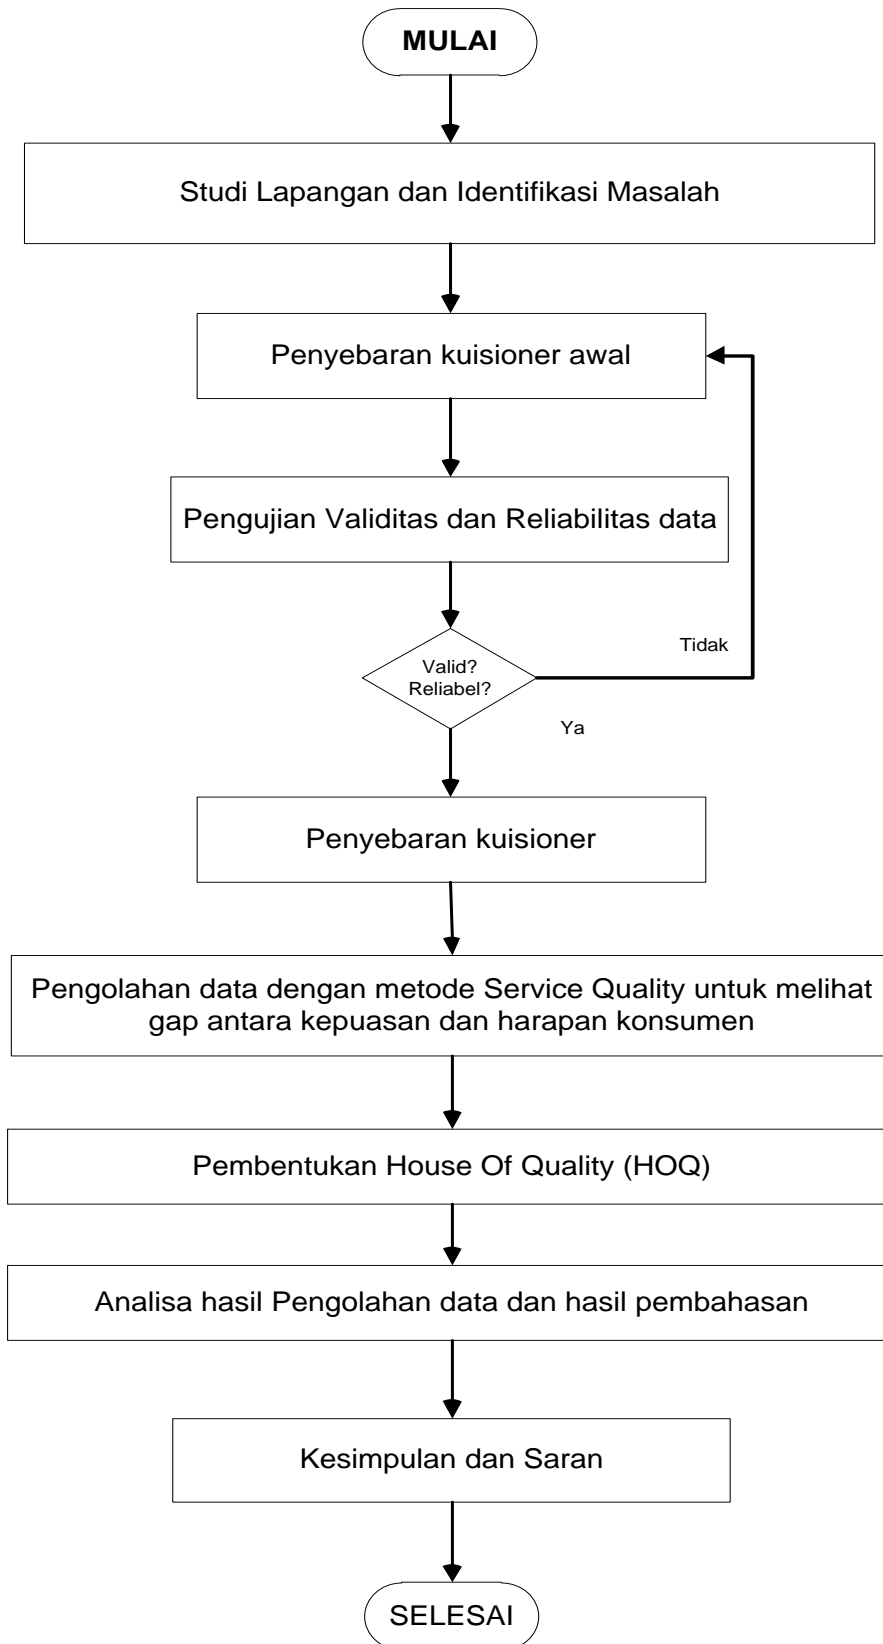 MULAI
Studi Lapangan dan Identifikasi Masalah
Penyebaran kuisioner awal
Pengujian Validitas dan Reliabilitas data
Tidak
Valid?
Reliabel?
Ya
Penyebaran kuisioner
Pengolahan data dengan metode Service Quality untuk melihat
gap antara kepuasan dan harapan konsumen
Pembentukan House Of Quality (HOQ)
Analisa hasil Pengolahan data dan hasil pembahasan
Kesimpulan dan Saran
SELESAI